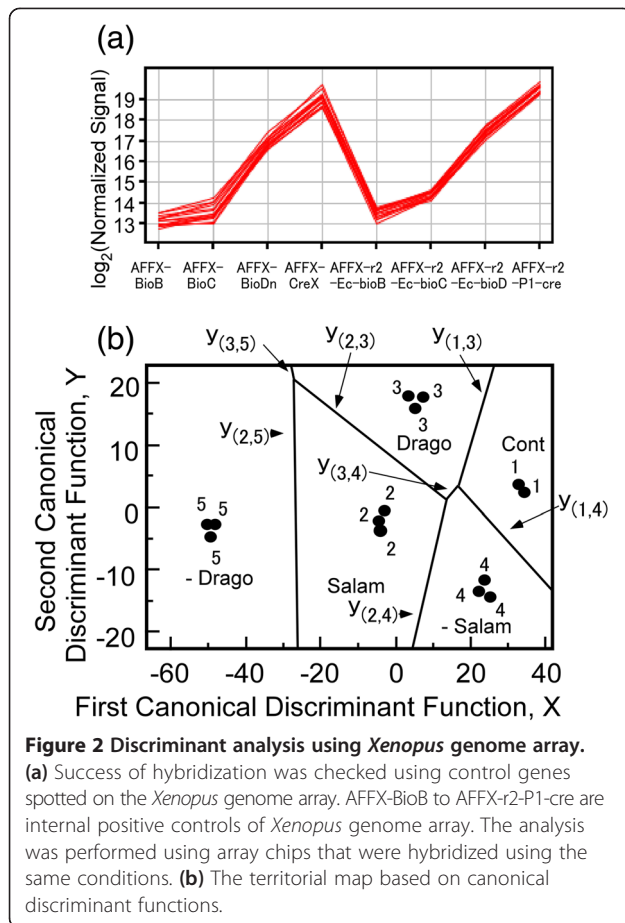 (a)
log2(Normalized Signal)
19
18
17
16
15
14
13
AFFX-BioB
AFFX-BioC
AFFX-BioDn
AFFX-CreX
AFFX-r2-Ec-bioB
AFFX-r2-Ec-bioC
AFFX-r2-Ec-bioD
AFFX-r2-P1-cre
(b)
y(3,5)
y(2,3)
y(1,3)
y(2,5)
y(3,4)
y(1,4)
y(2,4)
Second Canonical
Discriminant Function, Y
20
10
0
-10
-20
3
3
3
Drago
Cont
1
1
2
2
2
Salam
5
5
5
- Drago
4
4
4
- Salam
-60
-40
-20
0
20
40
First Canonical Discriminant Function, X
Figure 2 Discriminant analysis using Xenopus genome array.
(a) Success of hybridization was checked using control genes
spotted on the Xenopus genome array. AFFX-BioB to AFFX-r2-P1-cre are
internal positive controls of Xenopus genome array. The analysis
was performed using array chips that were hybridized using the
same conditions. (b) The territorial map based on canonical
discriminant functions.